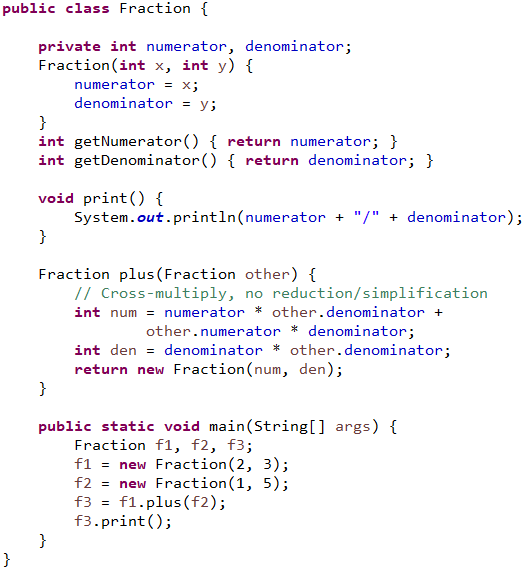 public class Fraction {
private int numerator, denominator;
Fraction(int x, int y) {
numerator = x;
denominator = y;
}
int getNumerator() { return numerator; }
int getDenominator() { return denominator; }
void print() {
System.out.println(numerator + "/" + denominator);
}
Fraction plus(Fraction other) {
// Cross-multiply, no reduction/simplification
int num = numerator * other.denominator +
other.numerator * denominator;
int den = denominator * other.denominator;
return new Fraction(num, den);
}
public static void main(String[] args) {
Fraction f1, f2, f3;
f1 = new Fraction(2, 3);
f2 = new Fraction(1, 5);
f3 = f1.plus(f2);
f3.print();
}
}